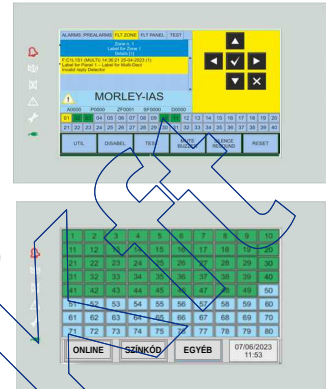 ALARMS PREALARMS FLT ZONE FLT PANEL TEST
Zone n. 1
Label for Zone 1
Details (↓)
Label for Panel 1 - Label for Multi-Dect
Invalid reply Detector
MORLEY-IAS
A0000 P0000 ZF0001 SF0000 D0000
01 02 03 04 05 06 07 08 09 10 11 12 13 14 15 16 17 18 19 20
21 22 23 24 25 26 27 28 29 30 31 32 33 34 35 36 37 38 39 40
UTIL DISABEL TEST MUTE BUZZER SILENCE RESOUND RESET
1 2 3 4 5 6 7 8 9 10
11 12 13 14 15 16 17 18 19 20
21 22 23 24 25 26 27 28 29 30
31 32 33 34 35 36 37 38 39 40
41 42 43 44 45 46 47 48 49 50
51 52 53 54 55 56 57 58 59 60
61 62 63 64 65 66 67 68 69 70
71 72 73 74 75 76 77 78 79 80
ONLINE SZÍNKÓD EGYÉB 07/06/2023
11:53